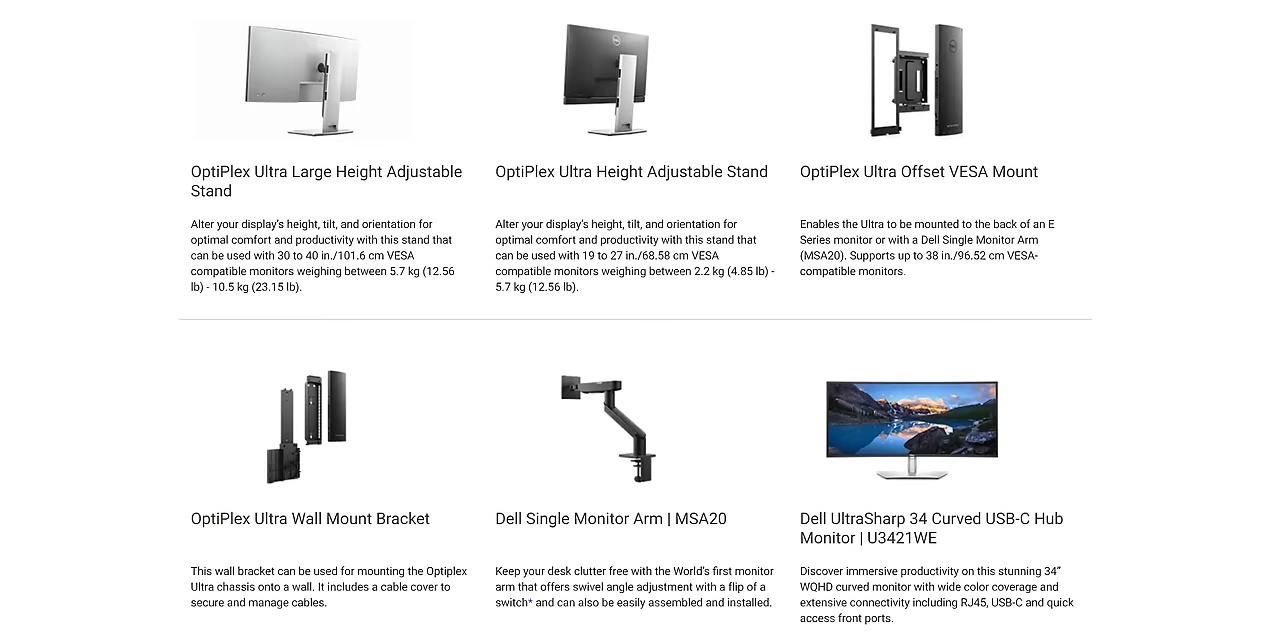 OptiPlex Ultra Large Height Adjustable
Stand
Alter your display's height, tilt, and orientation for
optimal comfort and productivity with this stand that
can be used with 30 to 40 in./101.6 cm VESA
compatible monitors weighing between 5.7 kg (12.56
lb) - 10.5 kg (23.15 lb).
OptiPlex Ultra Height Adjustable Stand
Alter your display's height, tilt, and orientation for
optimal comfort and productivity with this stand that
can be used with 19 to 27 in./68.58 cm VESA
compatible monitors weighing between 2.2 kg (4.85 lb) -
5.7 kg (12.56 lb).
OptiPlex Ultra Offset VESA Mount
Enables the Ultra to be mounted to the back of an E
Series monitor or with a Dell Single Monitor Arm
(MSA20). Supports up to 38 in./96.52 cm VESA-
compatible monitors.
OptiPlex Ultra Wall Mount Bracket
This wall bracket can be used for mounting the Optiplex
Ultra chassis onto a wall. It includes a cable cover to
secure and manage cables.
Dell Single Monitor Arm | MSA20
Keep your desk clutter free with the World's first monitor
arm that offers swivel angle adjustment with a flip of a
switch* and can also be easily assembled and installed.
Dell UltraSharp 34 Curved USB-C Hub
Monitor | U3421WE
Discover immersive productivity on this stunning 34"
WQHD curved monitor with wide color coverage and
extensive connectivity including RJ45, USB-C and quick
access front ports.